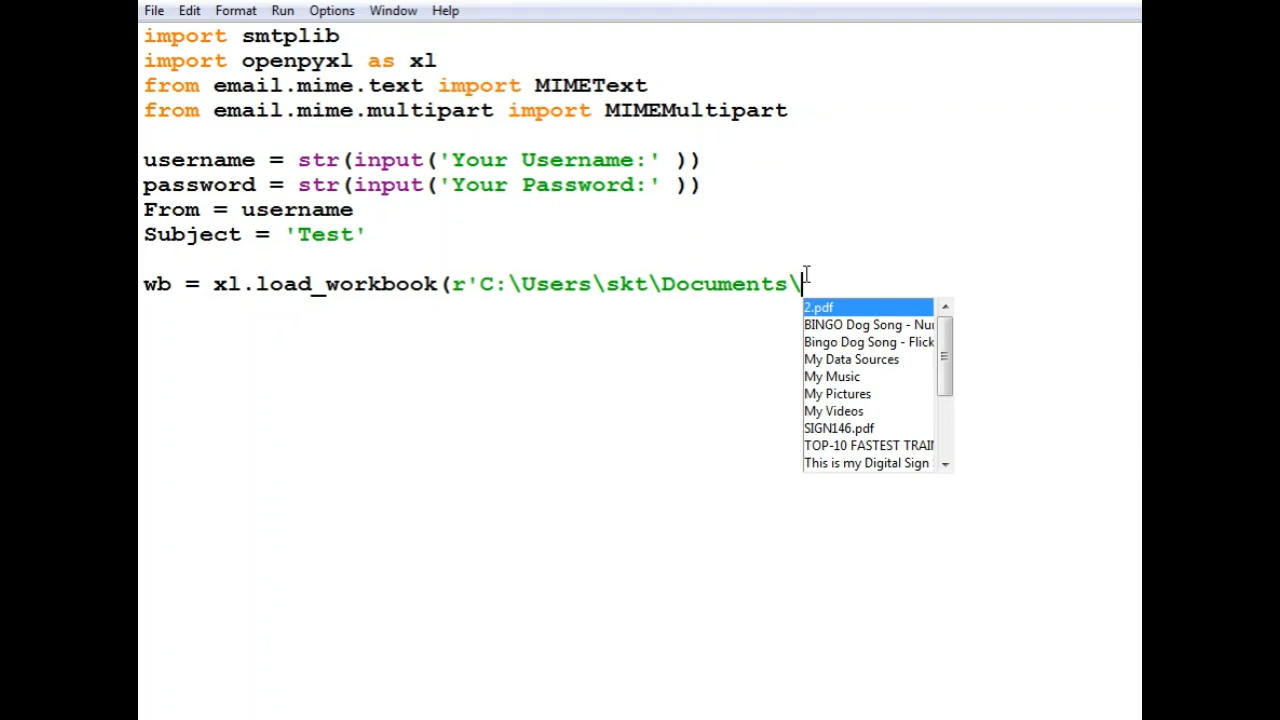 File Edit Format Run Options Window Help
import smtplib
import openpyxl as xl
from email.mime.text import MIMEText
from email.mime.multipart import MIMEMultipart
username = str(input('Your Username:' ))
password = str(input('Your Password:' ))
From = username
Subject = 'Test'
wb = xl.load_workbook(r'C:\Users\skt\Documents\
2.pdf
BINGO Dog Song - Nur
Bingo Dog Song - Flick
My Data Sources
My Music
My Pictures
My Videos
SIGN146.pdf
TOP-10 FASTEST TRAI
This is my Digital Sign